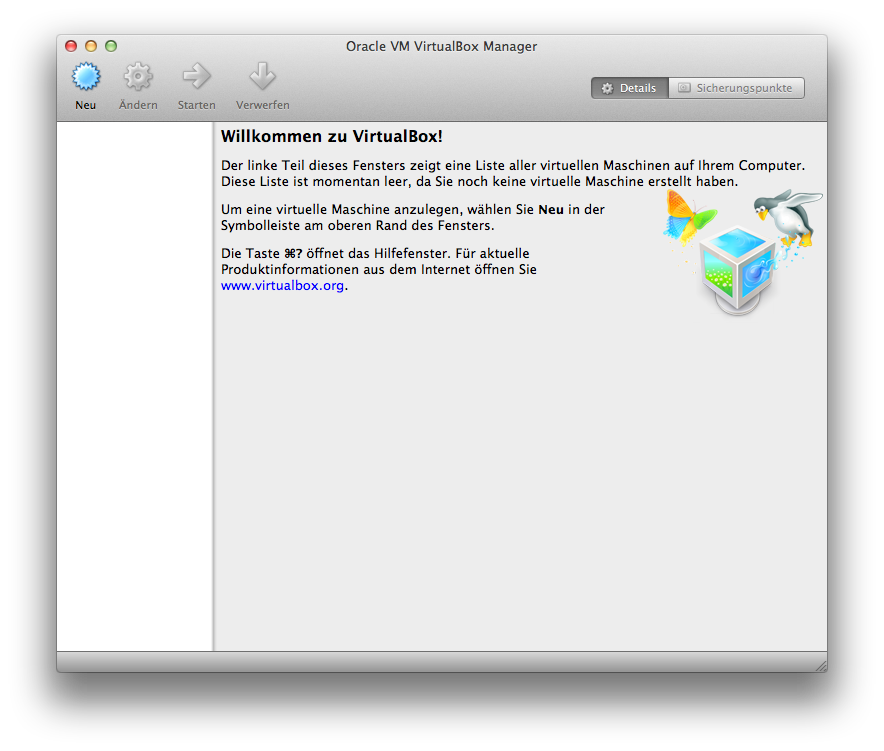 Oracle VM VirtualBox Manager
Neu Ändern Starten Verwerfen
Details Sicherungspunkte
Willkommen zu VirtualBox!
Der linke Teil dieses Fensters zeigt eine Liste aller virtuellen Maschinen auf Ihrem Computer.
Diese Liste ist momentan leer, da Sie noch keine virtuelle Maschine erstellt haben.
Um eine virtuelle Maschine anzulegen, wählen Sie Neu in der
Symbolleiste am oberen Rand des Fensters.
Die Taste ⌘? öffnet das Hilfefenster. Für aktuelle
Produktinformationen aus dem Internet öffnen Sie
www.virtualbox.org.